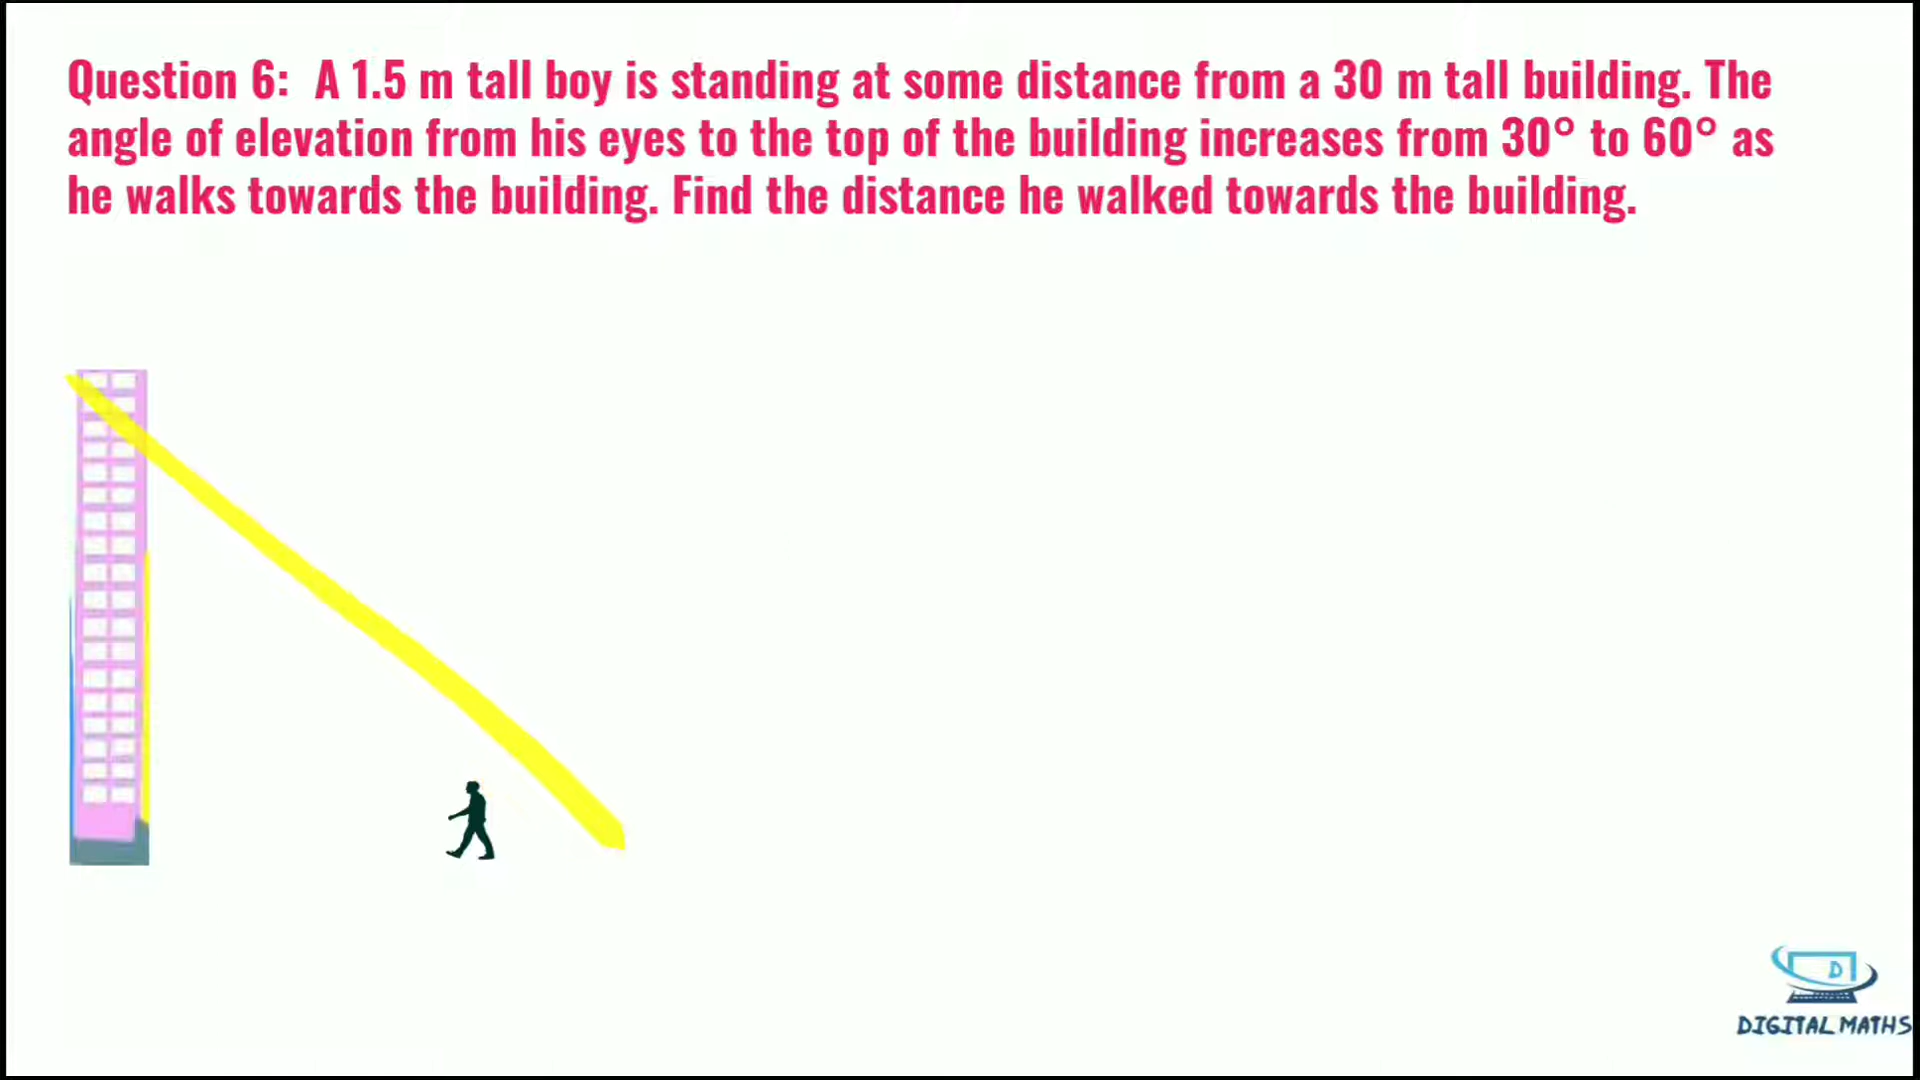 Question 6: A 1.5 m tall boy is standing at some distance from a 30 m tall building. The
angle of elevation from his eyes to the top of the building increases from 30° to 60° as
he walks towards the building. Find the distance he walked towards the building.
D
DIGITAL MATHS